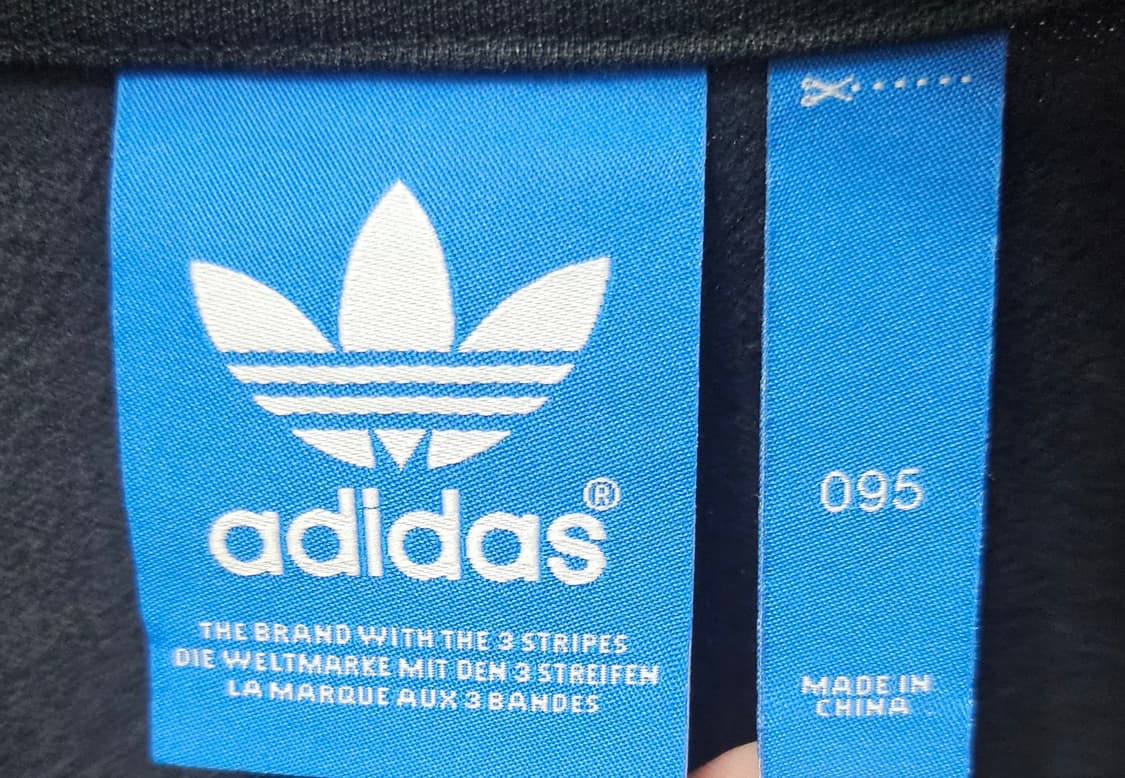 adidas®
THE BRAND WITH THE 3 STRIPES
DIE WELTMARKE MIT DEN 3 STREIFEN
LA MARQUE AUX 3 BANDES
095
MADE IN
CHINA